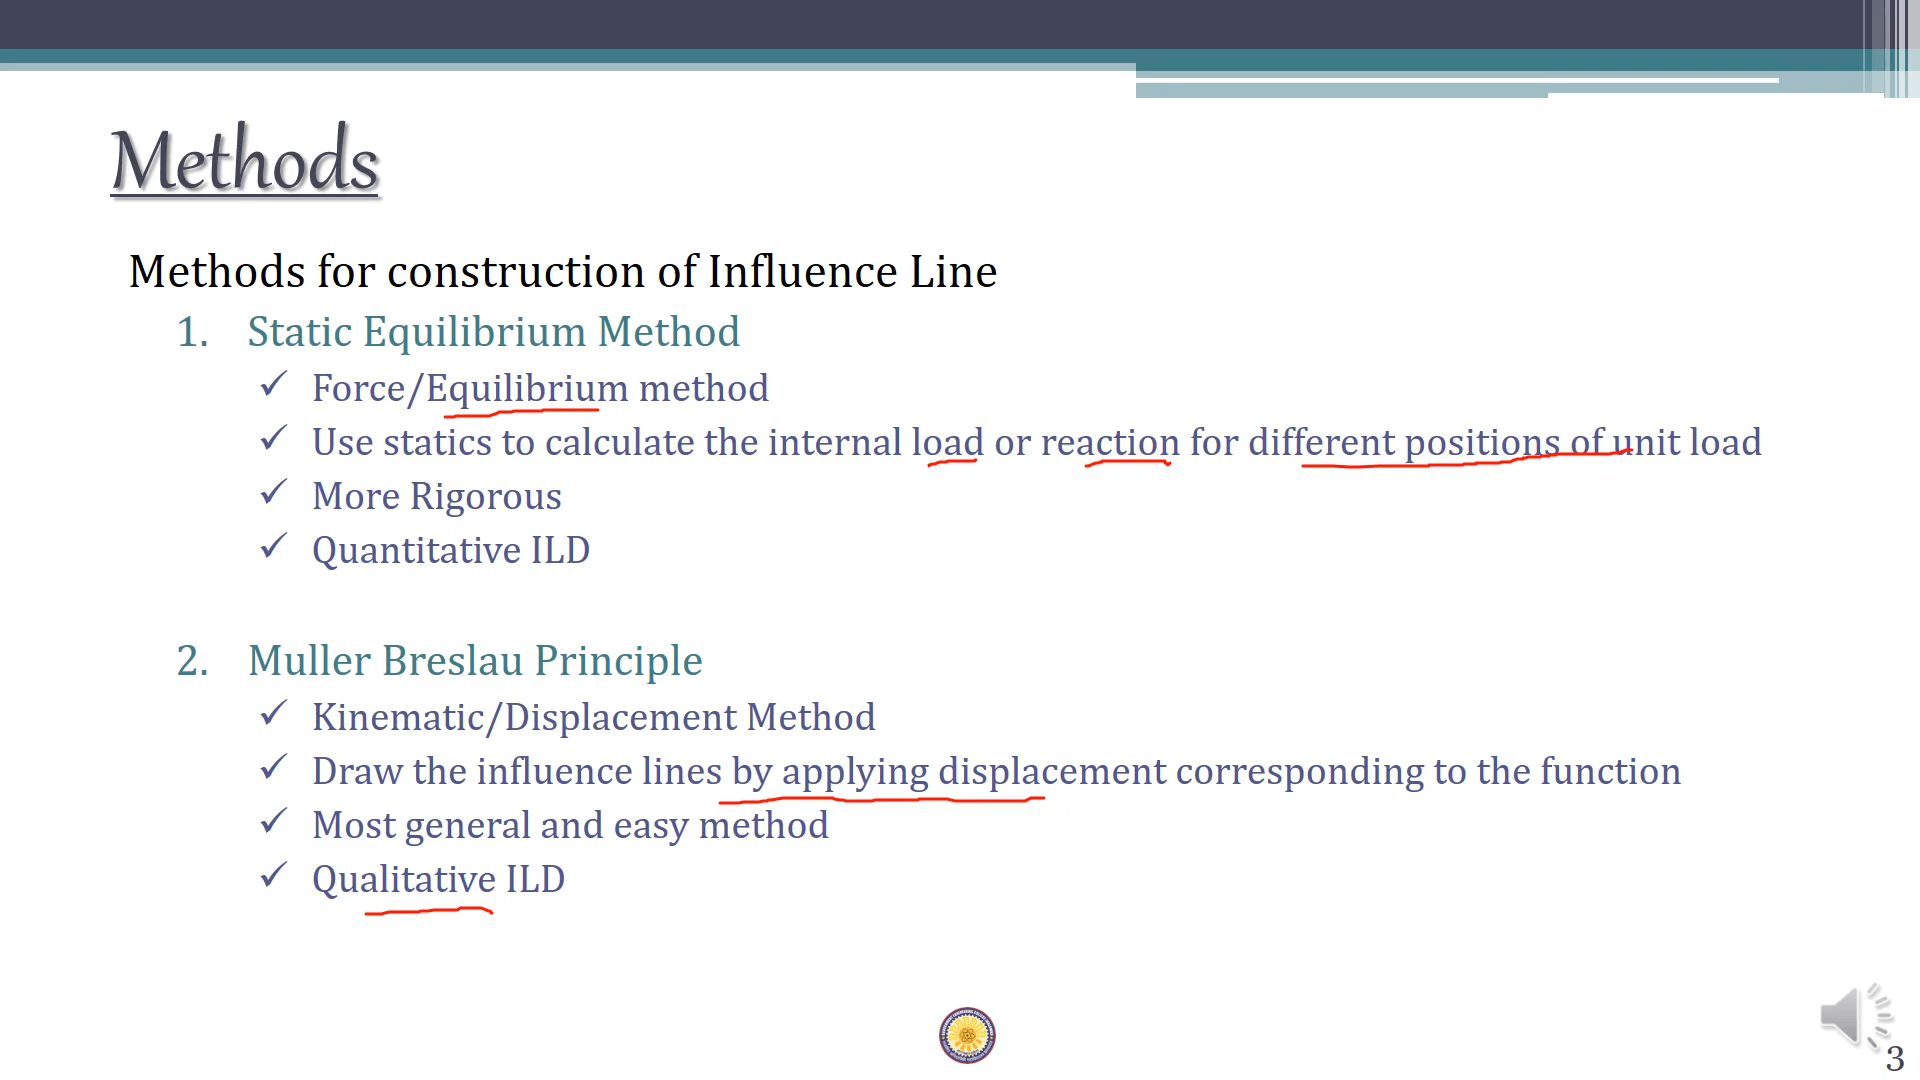 Methods
Methods for construction of Influence Line
1. Static Equilibrium Method
✓ Force/Equilibrium method
✓ Use statics to calculate the internal load or reaction for different positions of unit load
✓ More Rigorous
✓ Quantitative ILD
2. Muller Breslau Principle
✓ Kinematic/Displacement Method
✓ Draw the influence lines by applying displacement corresponding to the function
✓ Most general and easy method
✓ Qualitative ILD
3